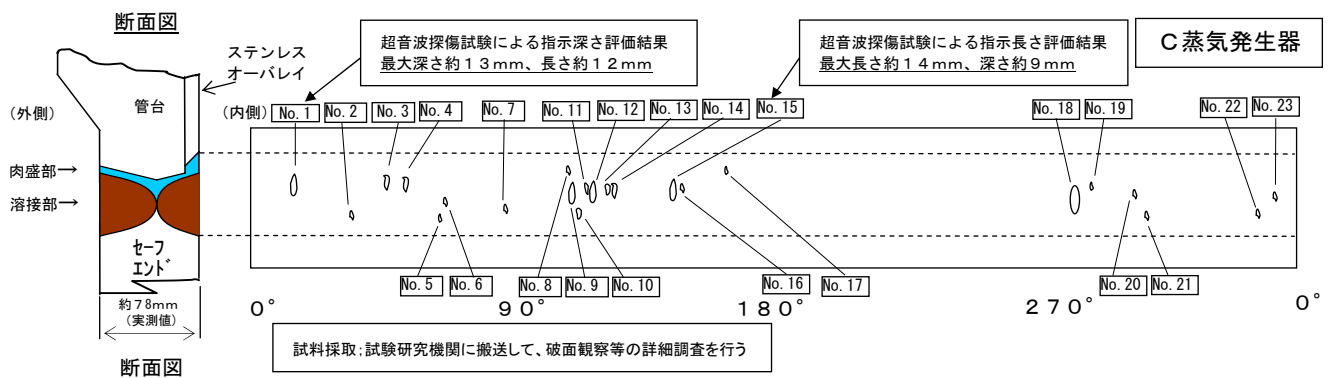 断面図
ステンレス
オーバレイ
(外側)
管台
(内側)
肉盛部→
溶接部→
セーフ
エンド
約78mm
(実測値)
断面図
超音波探傷試験による指示深さ評価結果
最大深さ約13mm、長さ約12mm
超音波探傷試験による指示長さ評価結果
最大長さ約14mm、深さ約9mm
C蒸気発生器
No. 1
No. 2
No. 3
No. 4
No. 7
No. 11
No. 12
No. 13
No. 14
No. 15
No. 18
No. 19
No. 22
No. 23
No. 5
No. 6
No. 8
No. 9
No. 10
No. 16
No. 17
No. 20
No. 21
0°
90°
180°
270°
0°
試料採取;試験研究機関に搬送して、破面観察等の詳細調査を行う